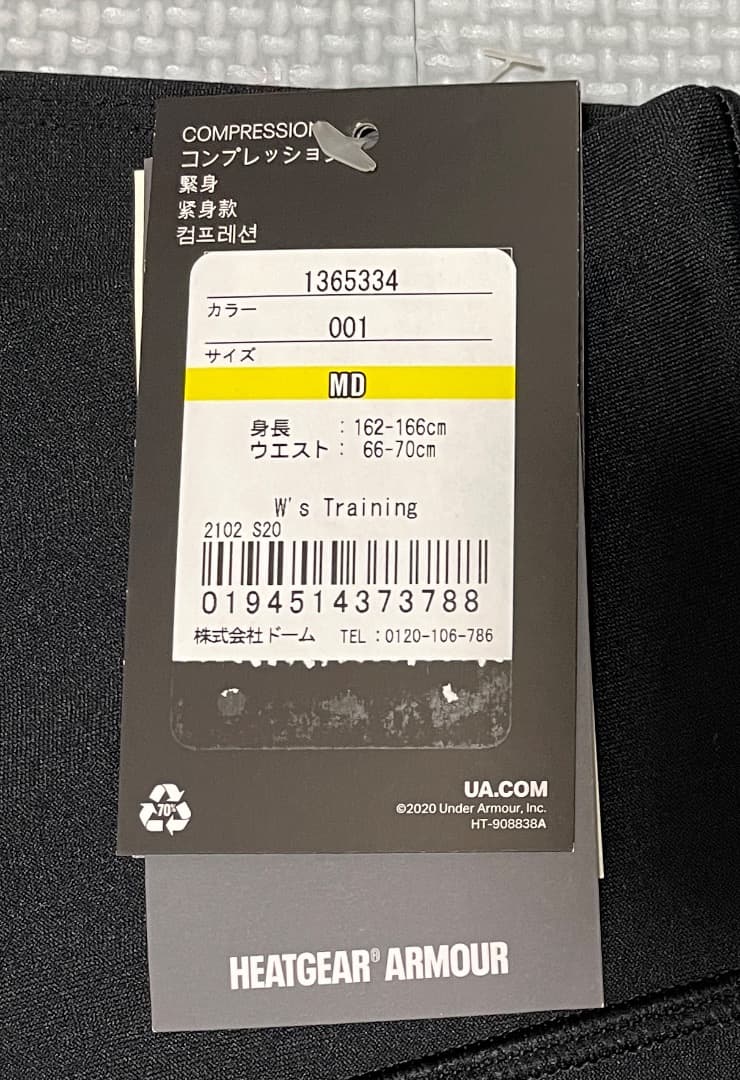 COMPRESSION
コンプレッション
緊身
紧身款
컴프레션
1365334
カラー
001
サイズ
MD
身長 : 162-166cm
ウエスト : 66-70cm
W's Training
2102 S20
0194514373788
株式会社ドーム TEL : 0120-106-786
70%
UA.COM
©2020 Under Armour, Inc.
HT-908838A
HEATGEAR® ARMOUR